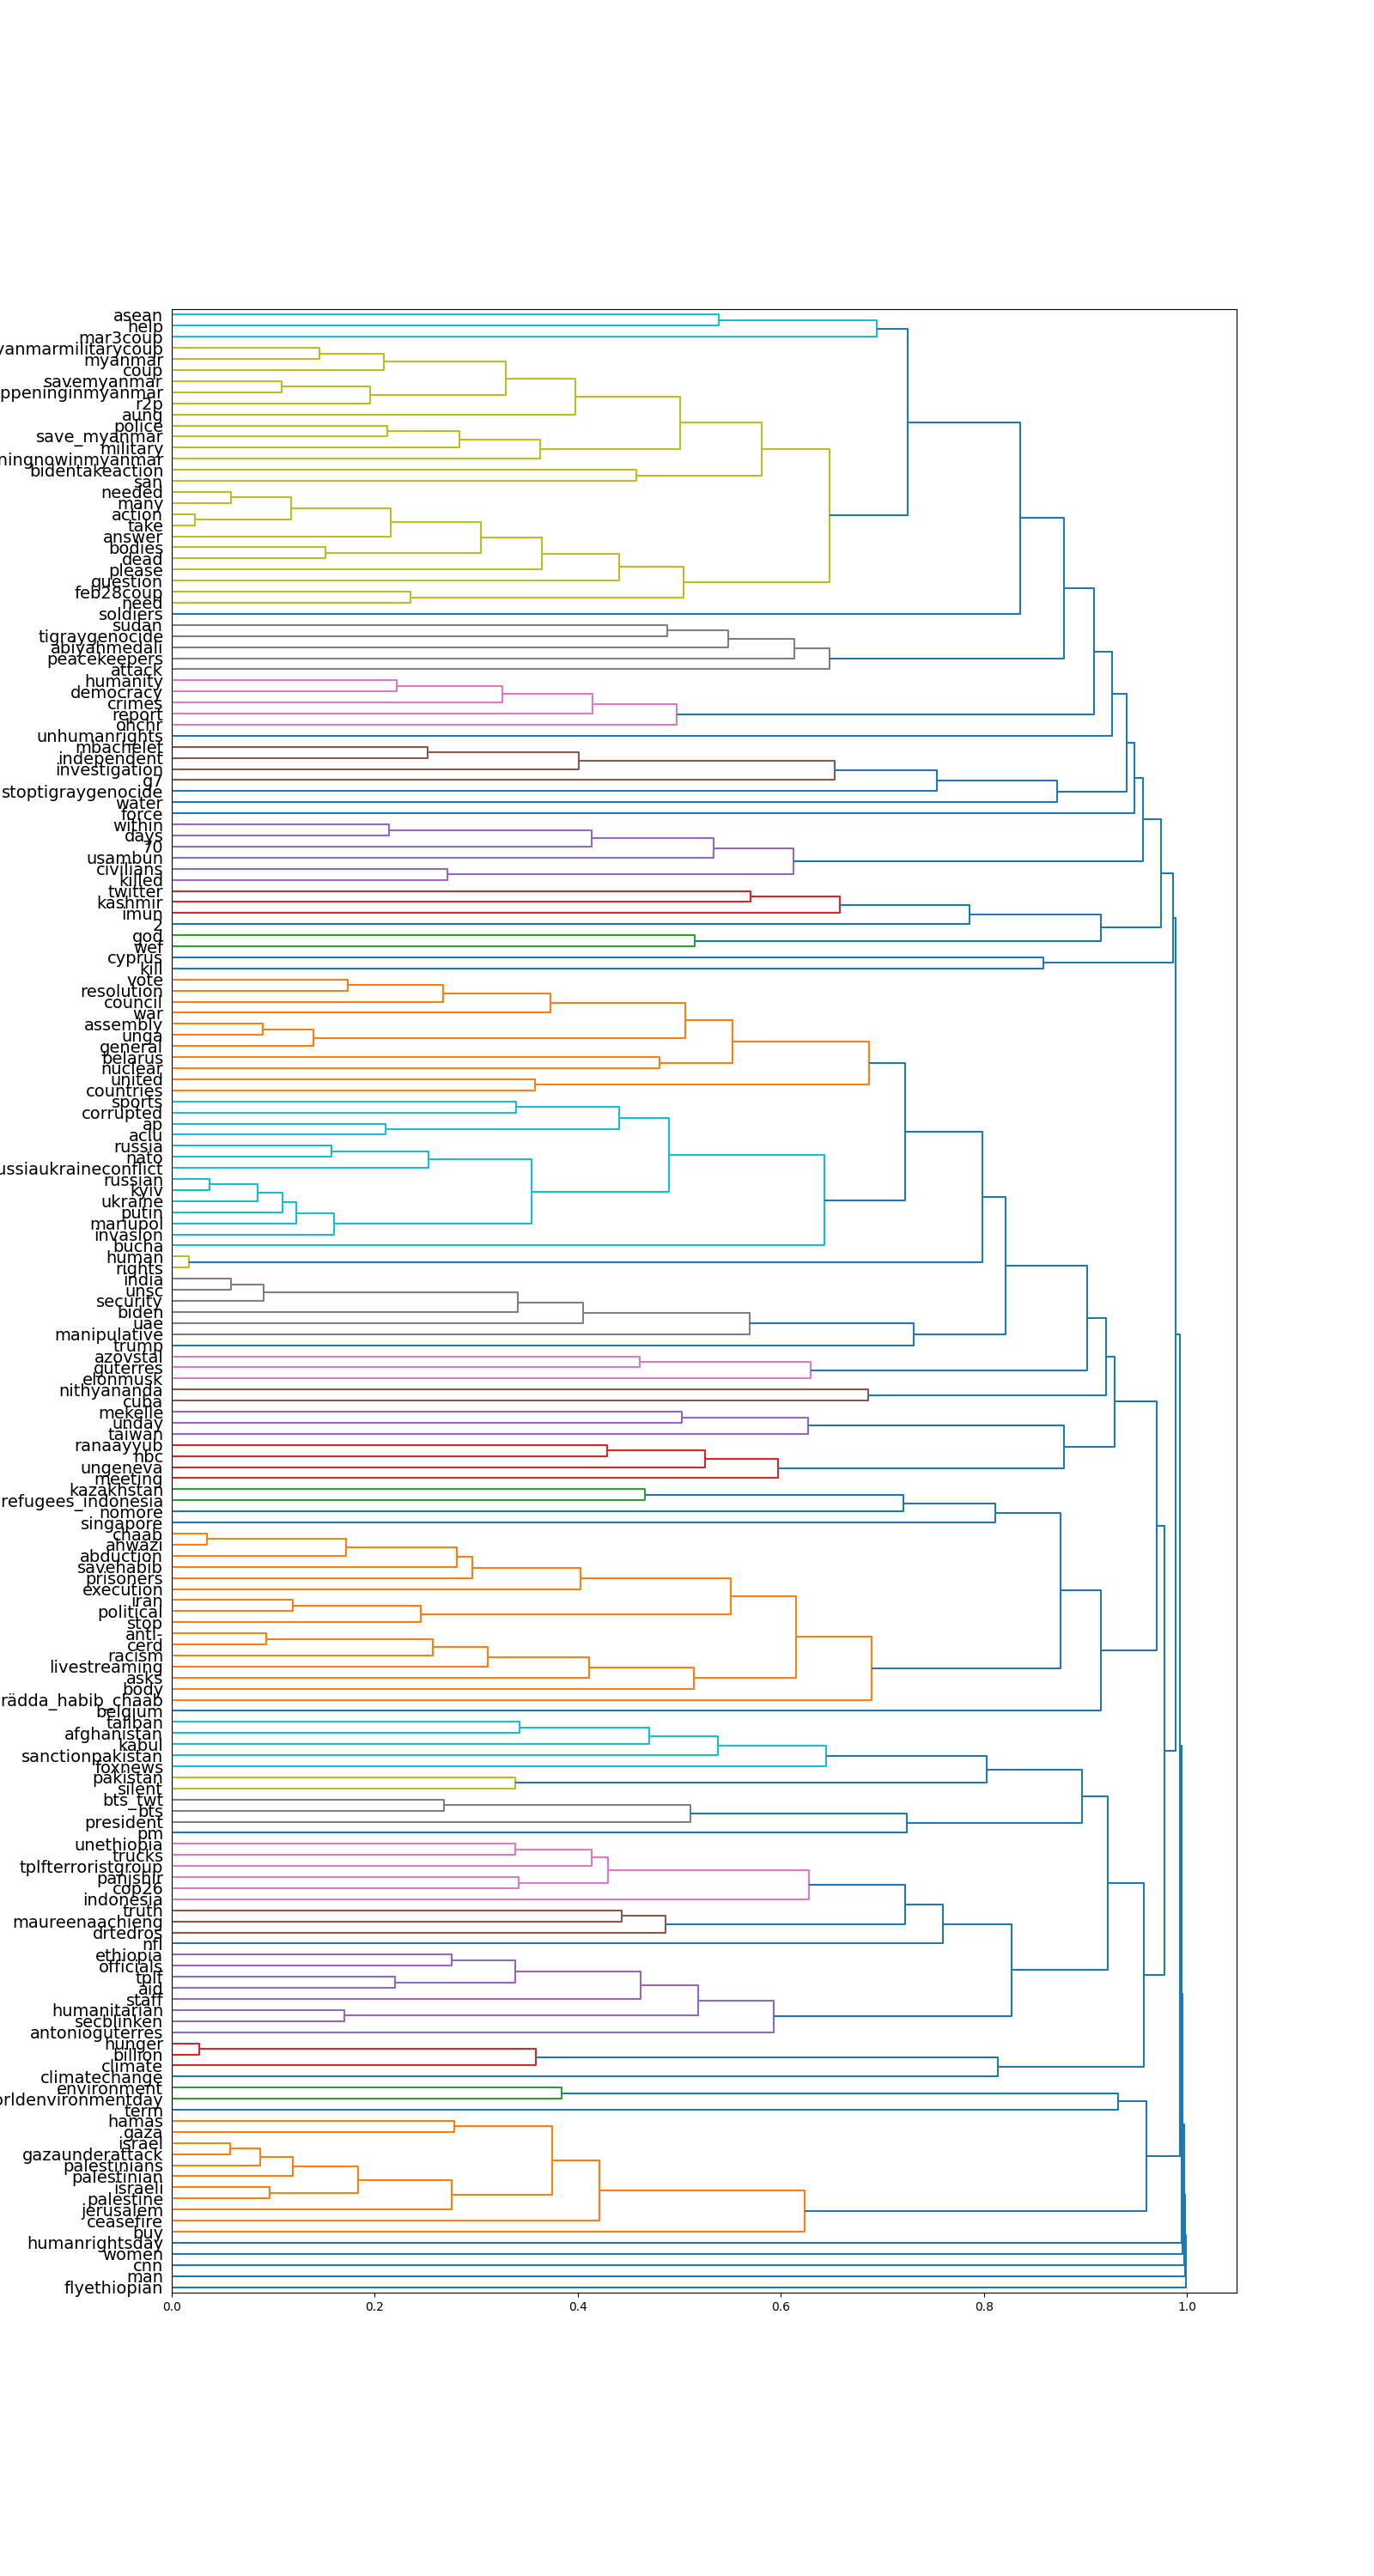 asean
help
mar3coup
yanmarmilitarycoup
myanmar
coup
savemyanmar
ppeninginmyanmar
r2p
aung
police
save_myanmar
military
ningnowinmyanmar
bidentakeaction
san
needed
many
action
take
answer
bodies
dead
please
question
feb28coup
need
soldiers
sudan
tigraygenocide
abiyahmedali
peacekeepers
attack
humanity
democracy
crimes
report
ohchr
unhumanrights
mbachelet
independent
investigation
g7
stoptigraygenocide
water
force
within
days
70
usambun
civilians
killed
twitter
kashmir
imun
2
god
wef
cyprus
kill
vote
resolution
council
war
assembly
unga
general
belarus
nuclear
united
countries
sports
corrupted
ap
aclu
russia
nato
ussiaukraineconflict
russian
kyiv
ukraine
putin
mariupol
invasion
bucha
human
rights
india
unsc
security
biden
uae
manipulative
trump
azovstal
guterres
elonmusk
nithyananda
cuba
mekelle
unday
taiwan
ranaayyub
nbc
ungeneva
meeting
kazakhstan
refugees_indonesia
nomore
singapore
chaab
ahwazi
abduction
savehabib
prisoners
execution
iran
political
stop
anti-
cerd
racism
livestreaming
asks
body
rädda_habib_chaab
belgium
taliban
afghanistan
kabul
sanctionpakistan
foxnews
pakistan
silent
bts_twt
bts
president
pm
unethiopia
trucks
tplfterroristgroup
panjshir
cop26
indonesia
truth
maureenaachieng
drtedros
nfl
ethiopia
officials
tplf
aid
staff
humanitarian
secblinken
antonioguterres
hunger
billion
climate
climatechange
environment
orldenvironmentday
term
hamas
gaza
israel
gazaunderattack
palestinians
palestinian
israeli
palestine
jerusalem
ceasefire
buy
humanrightsday
women
cnn
man
flyethiopian
0.0 0.2 0.4 0.6 0.8 1.0